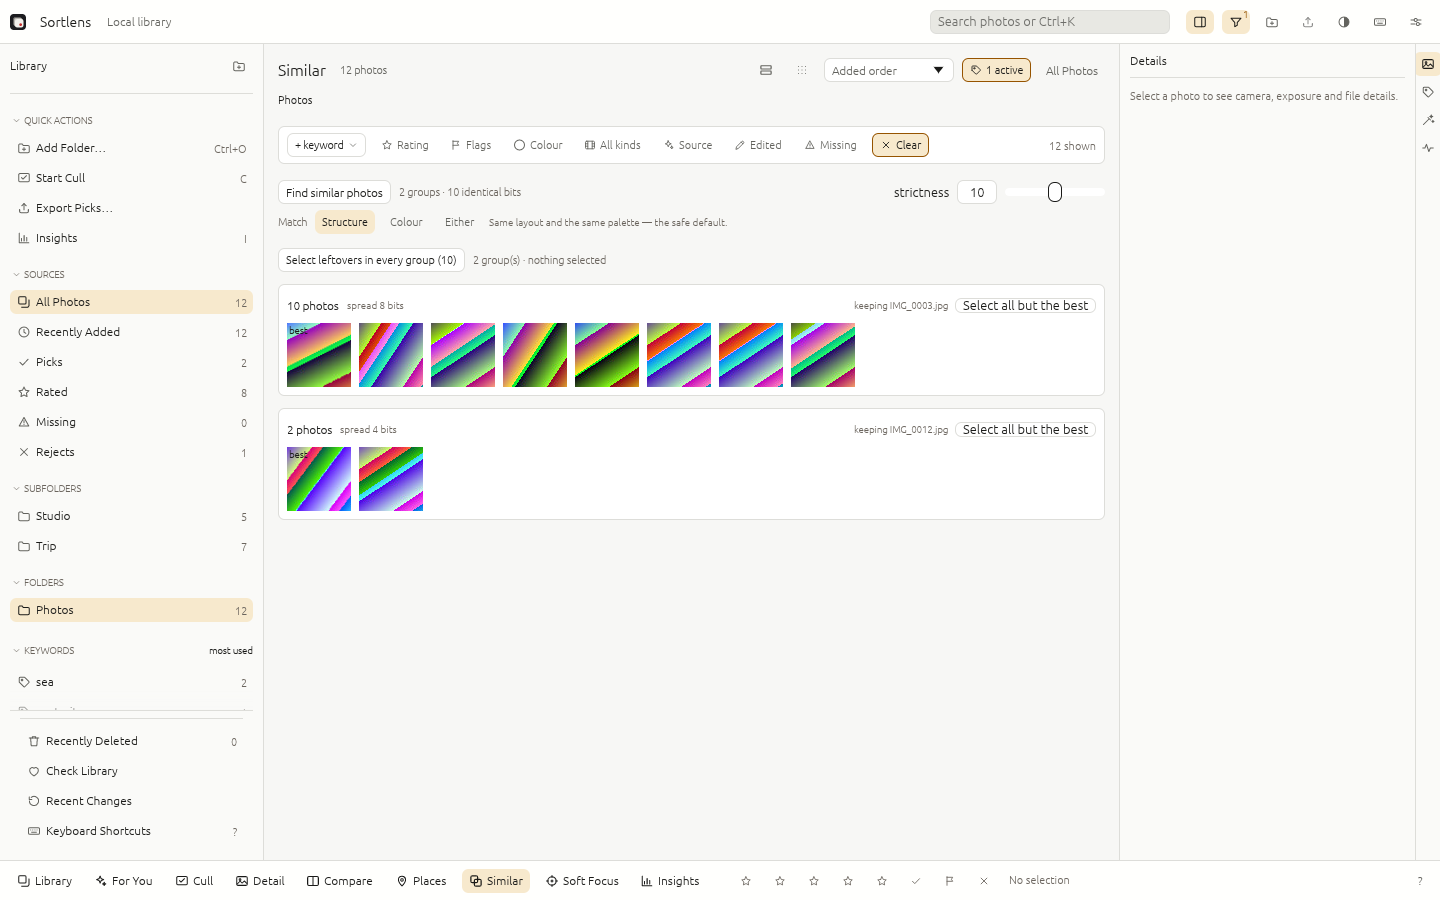 Sortlens Local library Search photos or Ctrl+K 1
Library
QUICK ACTIONS
Add Folder... Ctrl+O
Start Cull C
Export Picks...
Insights I
SOURCES
All Photos 12
Recently Added 12
Picks 2
Rated 8
Missing 0
Rejects 1
SUBFOLDERS
Studio 5
Trip 7
FOLDERS
Photos 12
KEYWORDS most used
sea 2
Recently Deleted 0
Check Library
Recent Changes
Keyboard Shortcuts ?
Similar 12 photos Added order 1 active All Photos
Photos
+ keyword Rating Flags Colour All kinds Source Edited Missing Clear 12 shown
Find similar photos 2 groups · 10 identical bits strictness 10
Match Structure Colour Either Same layout and the same palette — the safe default.
Select leftovers in every group (10) 2 group(s) · nothing selected
10 photos spread 8 bits keeping IMG_0003.jpg Select all but the best
best
2 photos spread 4 bits keeping IMG_0012.jpg Select all but the best
best
Details
Select a photo to see camera, exposure and file details.
Library For You Cull Detail Compare Places Similar Soft Focus Insights No selection ?